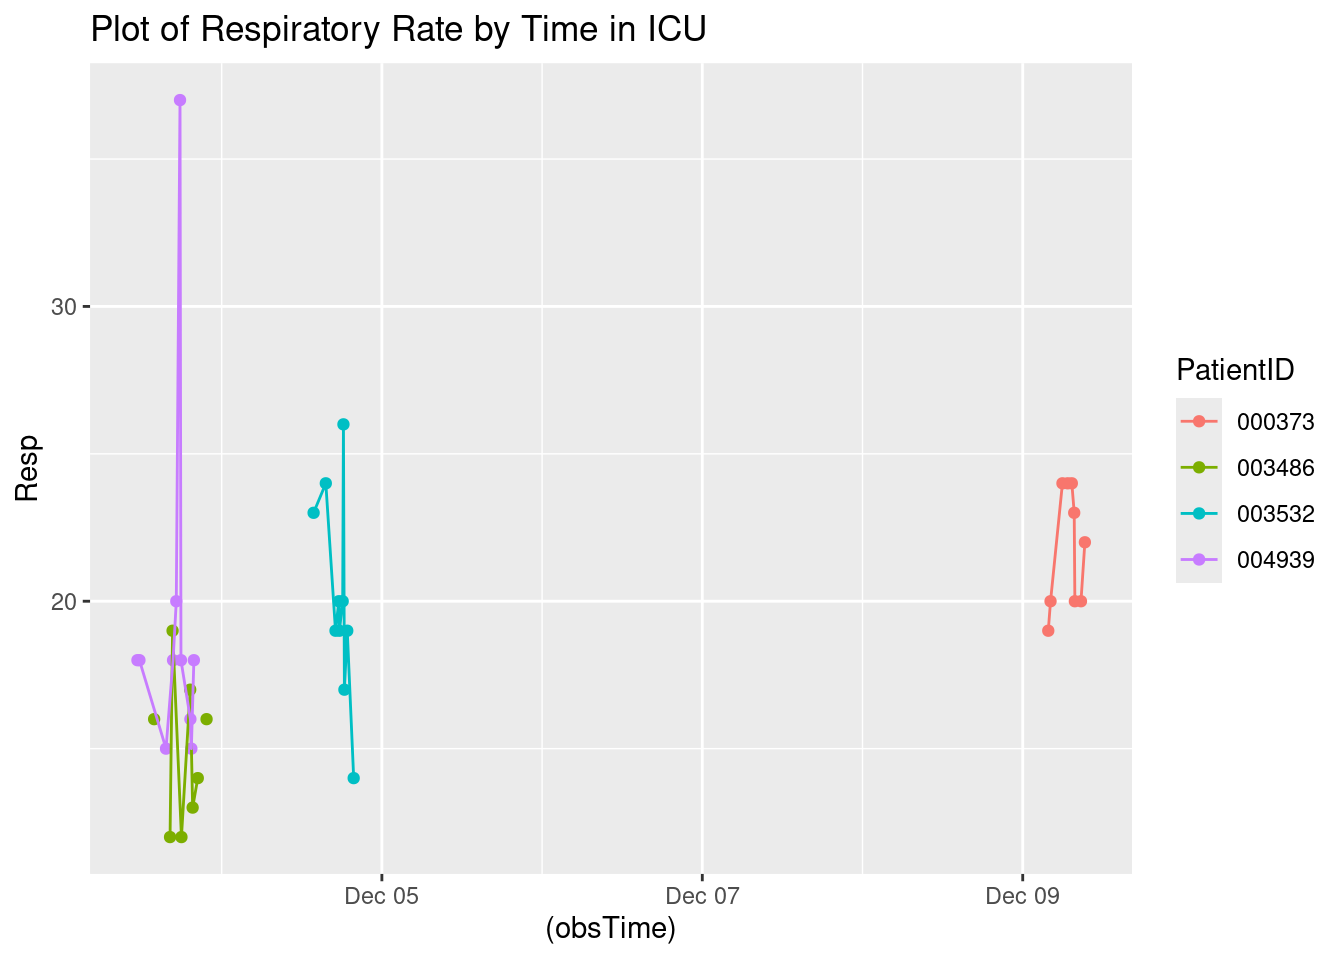 Plot of Respiratory Rate by Time in ICU
Resp
30
20
Dec 05
Dec 07
Dec 09
(obsTime)
PatientID
000373
003486
003532
004939